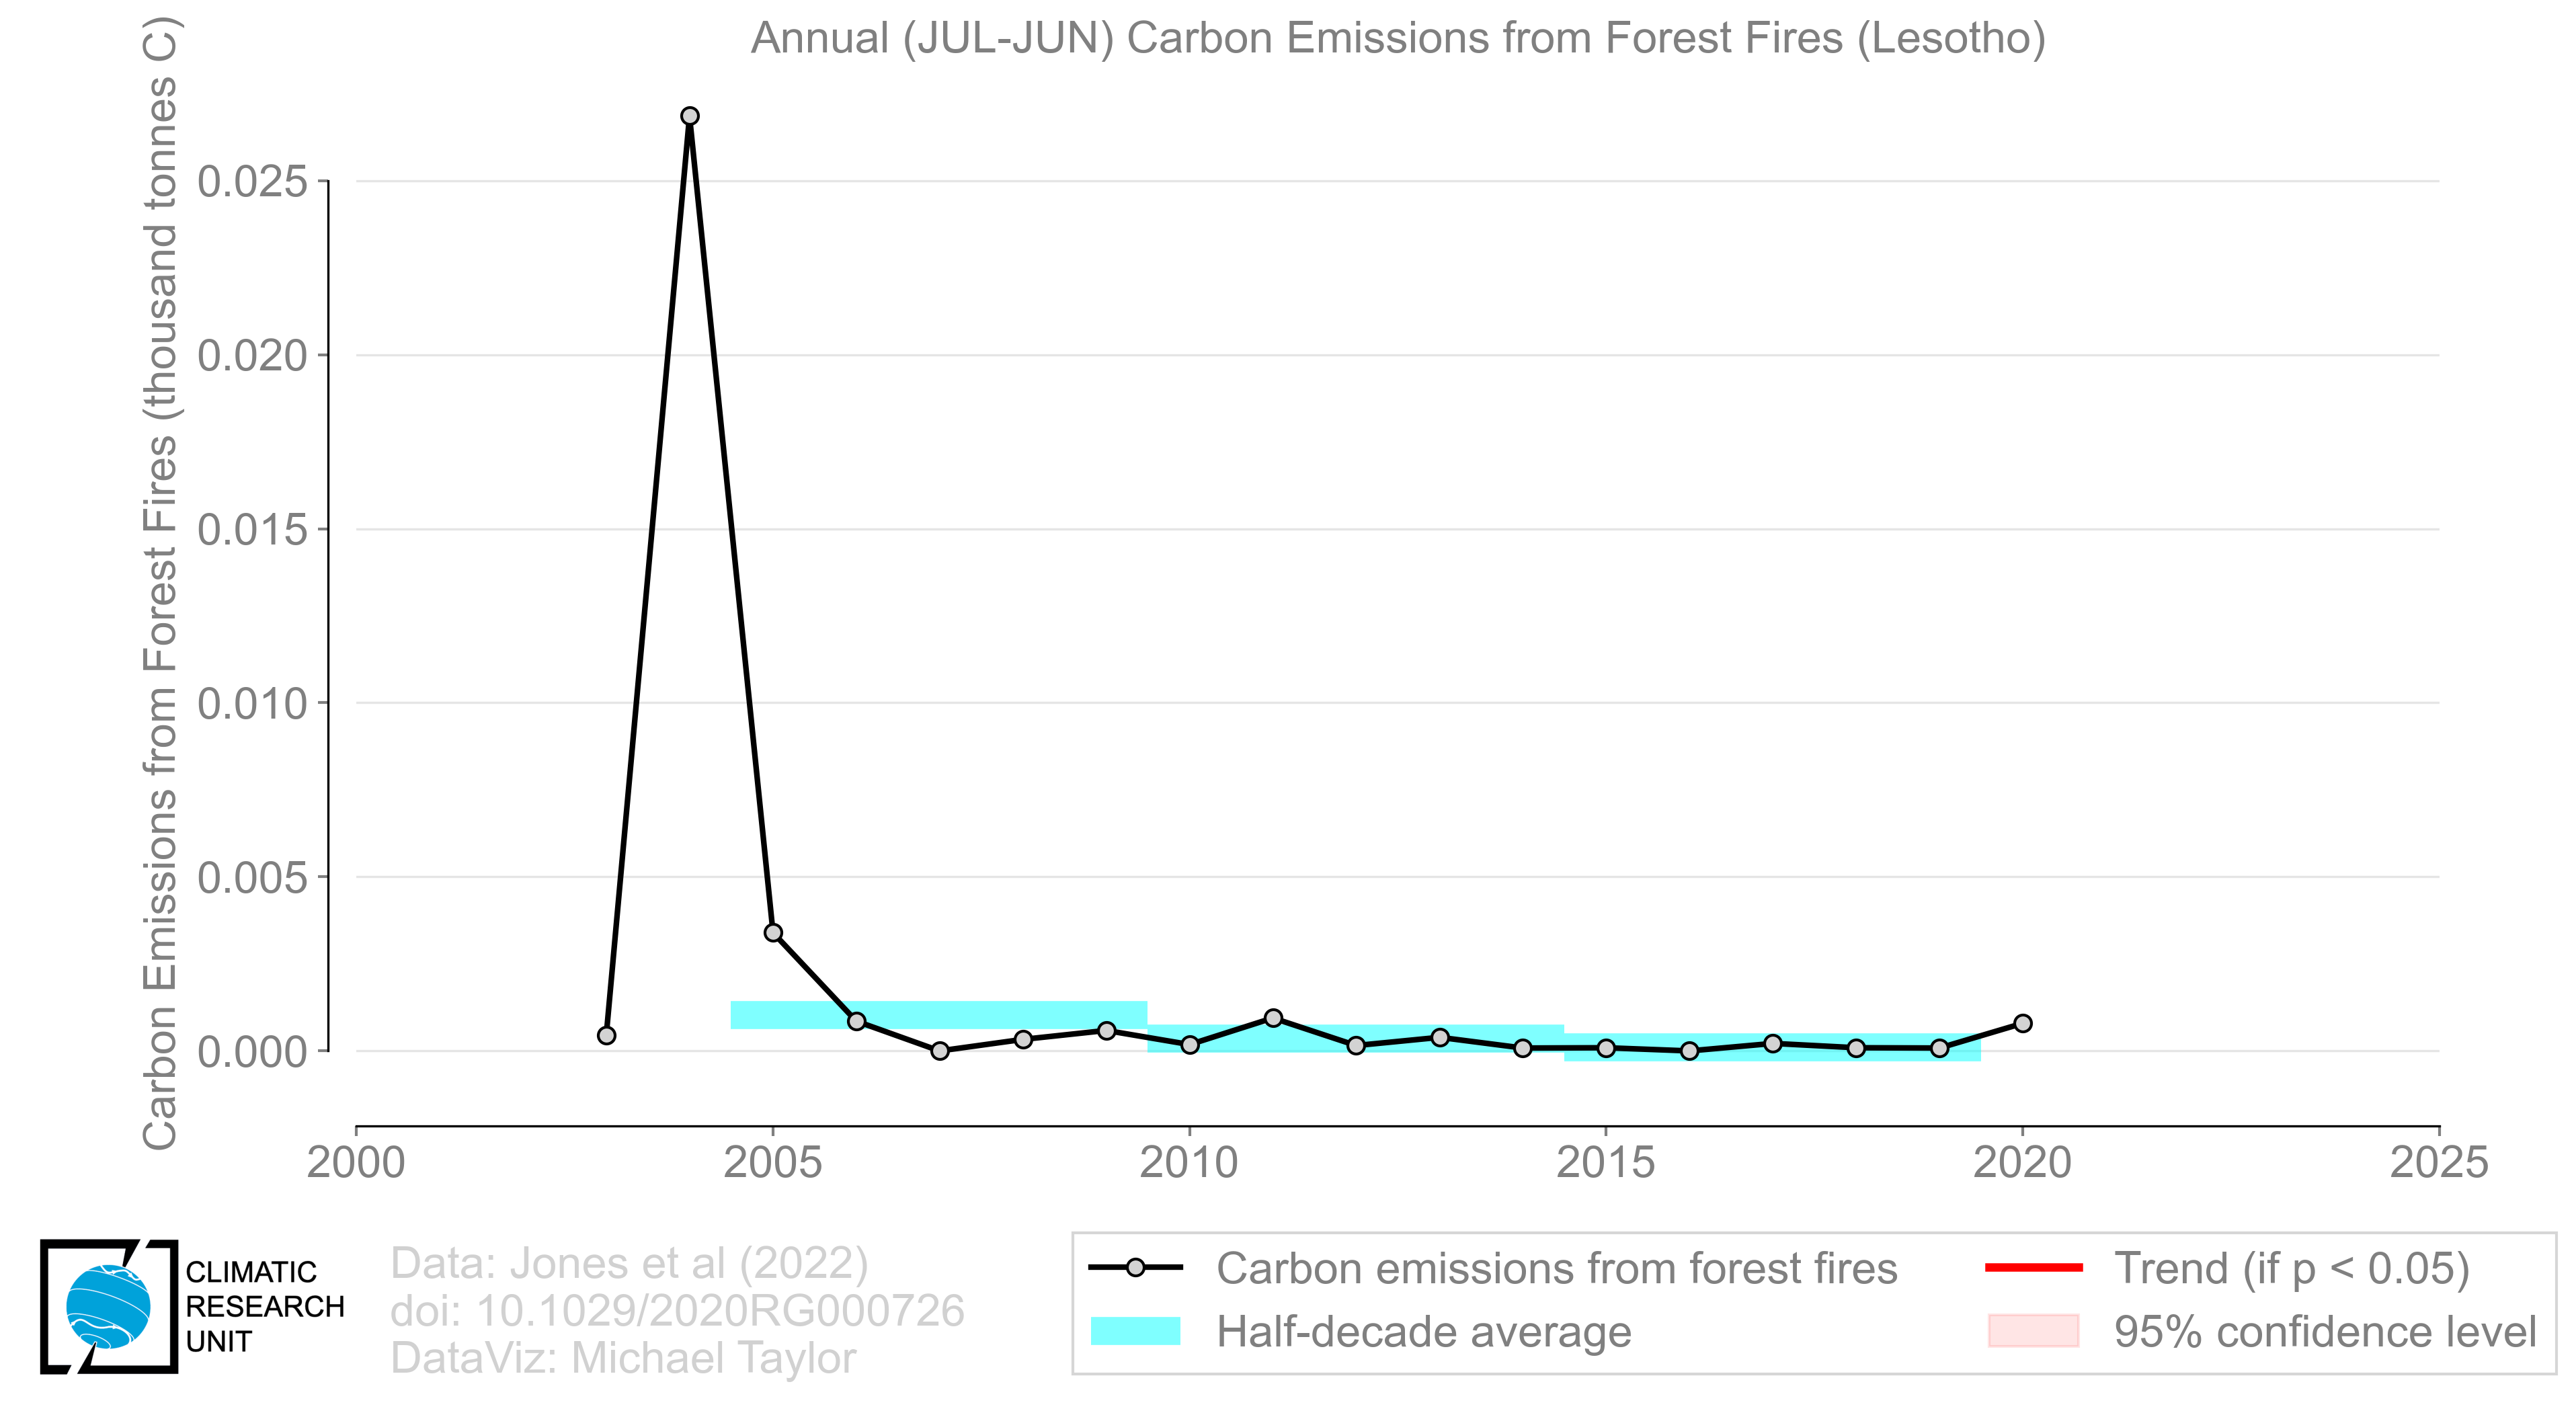 Annual (JUL-JUN) Carbon Emissions from Forest Fires (Lesotho)
Carbon Emissions from Forest Fires (thousand tonnes C)
0.025
0.020
0.015
0.010
0.005
0.000
2000 2005 2010 2015 2020 2025
CLIMATIC
RESEARCH
UNIT
Data: Jones et al (2022)
doi: 10.1029/2020RG000726
DataViz: Michael Taylor
Carbon emissions from forest fires
Half-decade average
Trend (if p < 0.05)
95% confidence level